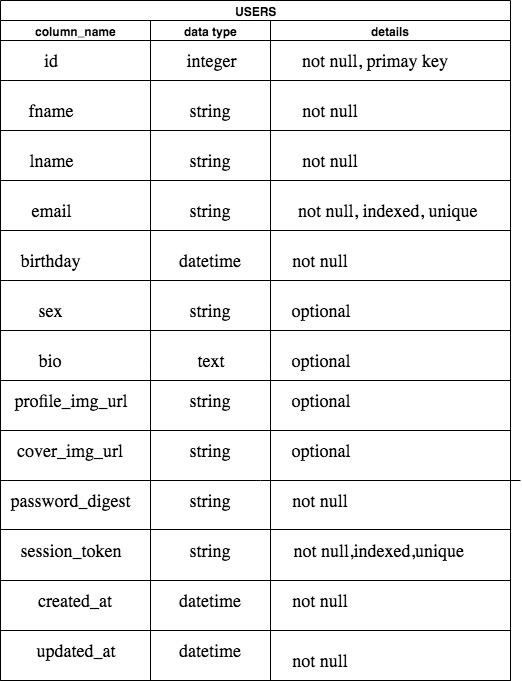 USERS
column_name data type details
id integer not null, primay key
fname string not null
lname string not null
email string not null, indexed, unique
birthday datetime not null
sex string optional
bio text optional
profile_img_url string optional
cover_img_url string optional
password_digest string not null
session_token string not null,indexed,unique
created_at datetime not null
updated_at datetime not null